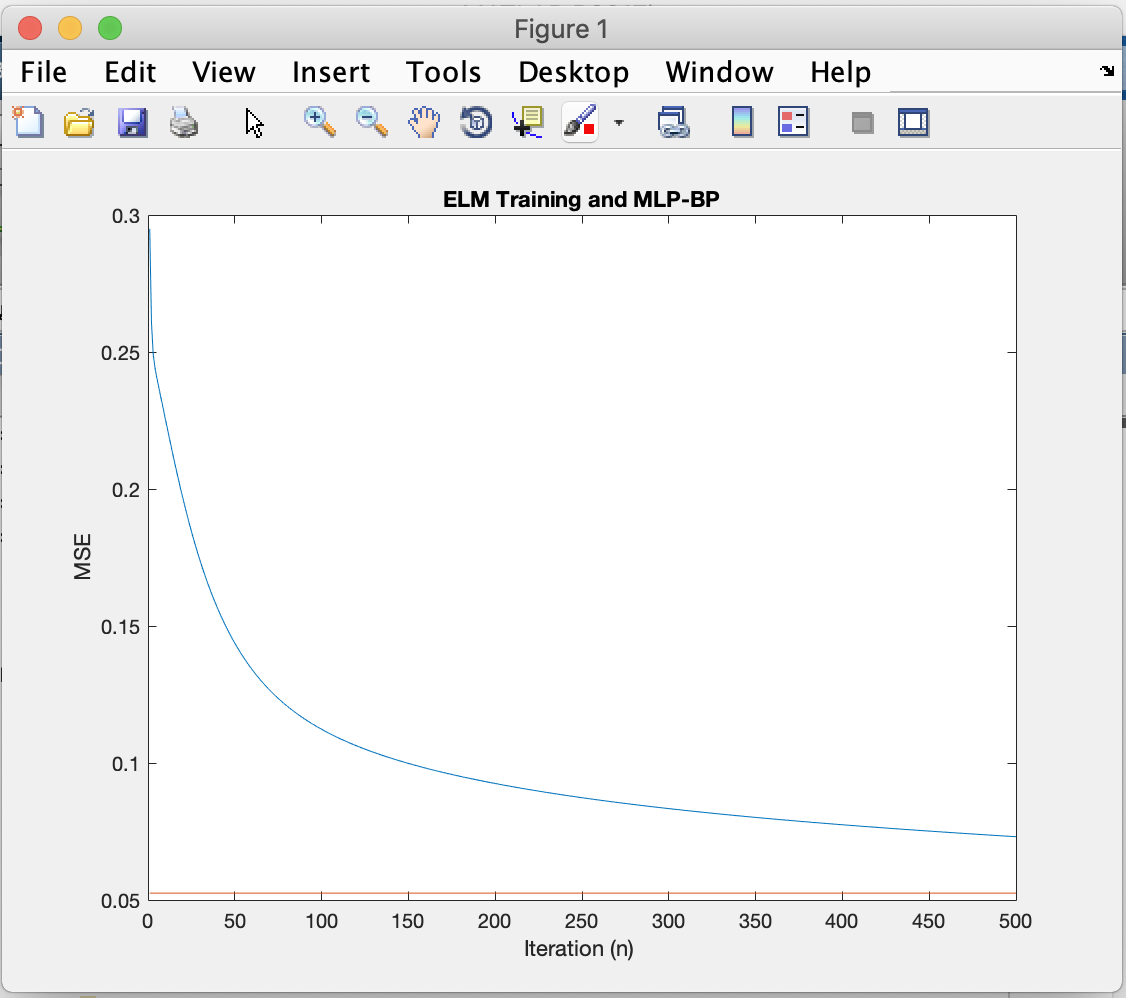 Figure 1
File Edit View Insert Tools Desktop Window Help
ELM Training and MLP-BP
0.3
0.25
0.2
0.15
0.1
0.05
MSE
0 50 100 150 200 250 300 350 400 450 500
Iteration (n)